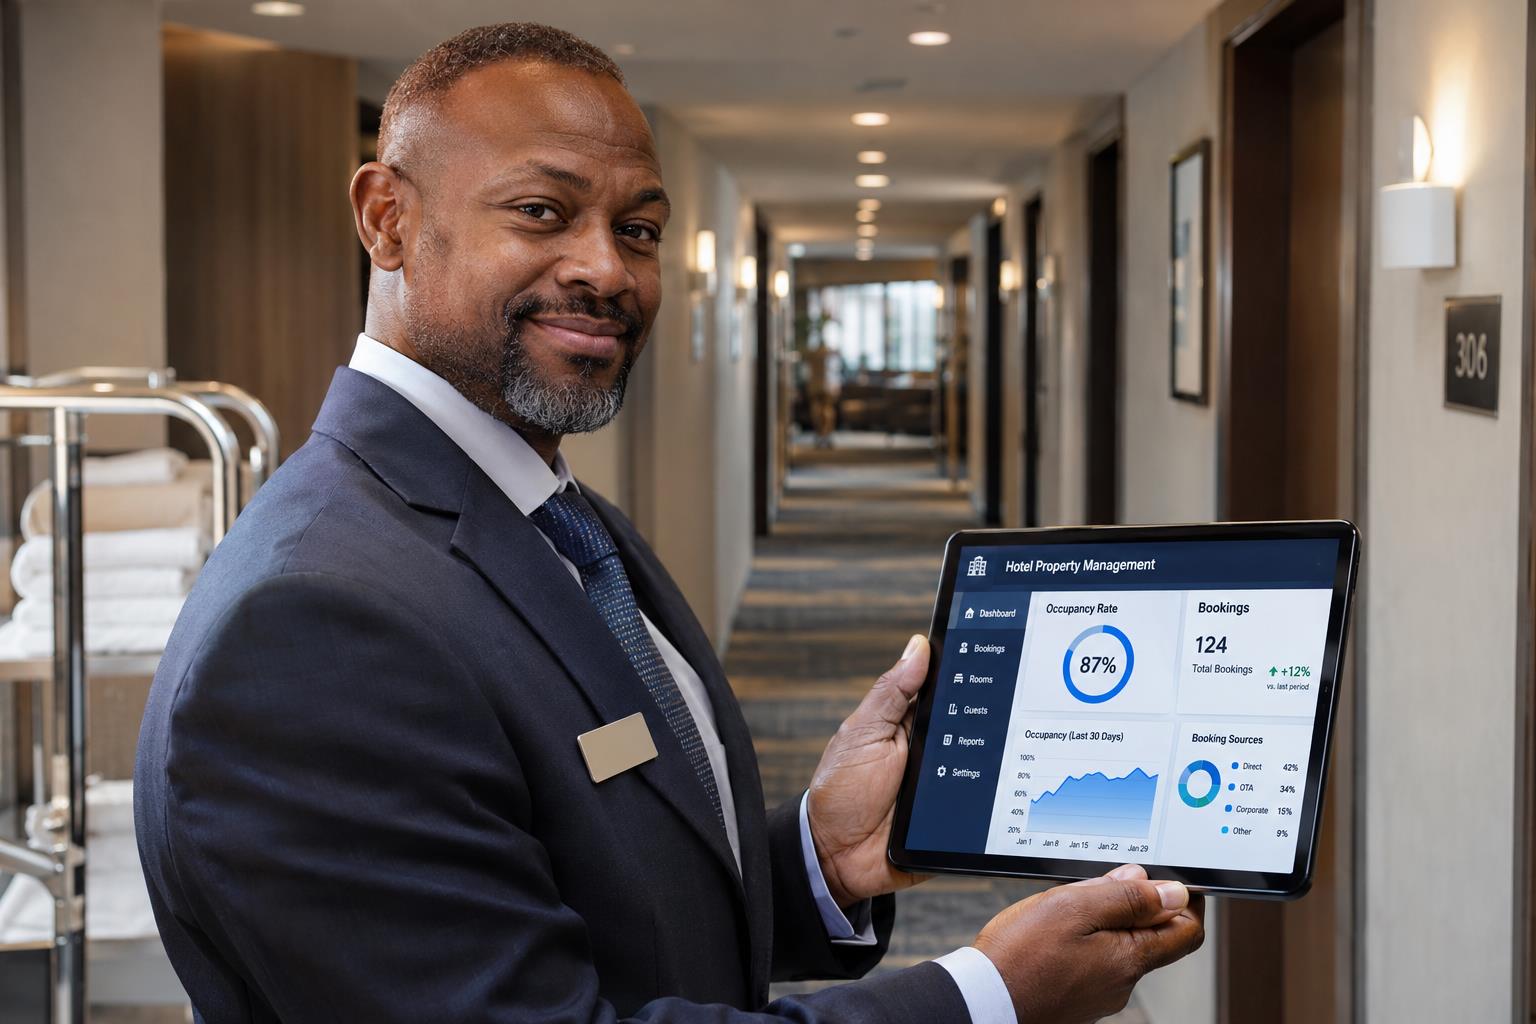 306
Hotel Property Management
Dashboard
Bookings
Rooms
Guests
Reports
Settings
Occupancy Rate
87%
Bookings
124
Total Bookings
+12%
vs. last period
Occupancy (Last 30 Days)
100%
80%
60%
40%
20%
Jan 1 Jan 8 Jan 15 Jan 22 Jan 29
Booking Sources
Direct 42%
OTA 34%
Corporate 15%
Other 9%